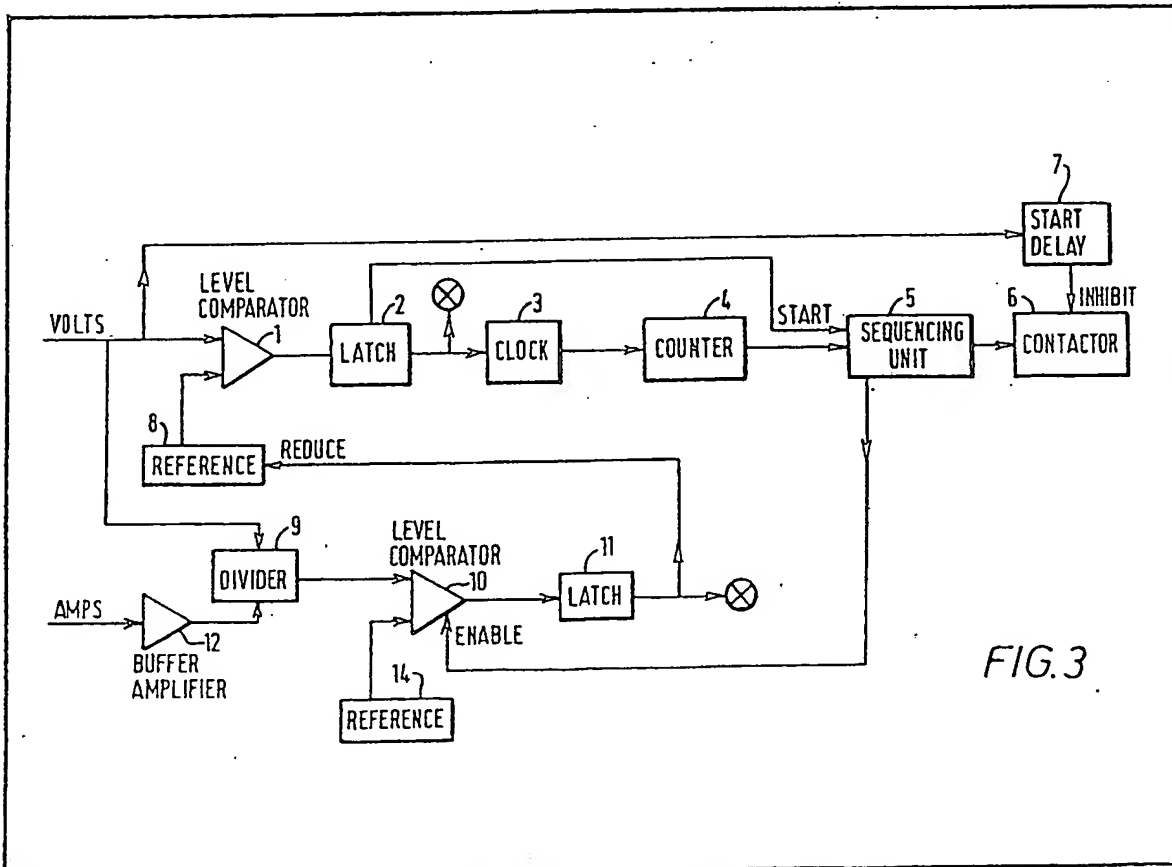 7
START
DELAY
LEVEL
COMPARATOR
VOLTS
1
2
LATCH
3
CLOCK
4
COUNTER
START
5
SEQUENCING
UNIT
INHIBIT
6
CONTACTOR
8
REFERENCE
REDUCE
9
DIVIDER
LEVEL
COMPARATOR
10
11
LATCH
AMPS
12
BUFFER
AMPLIFIER
ENABLE
14
REFERENCE
FIG.3